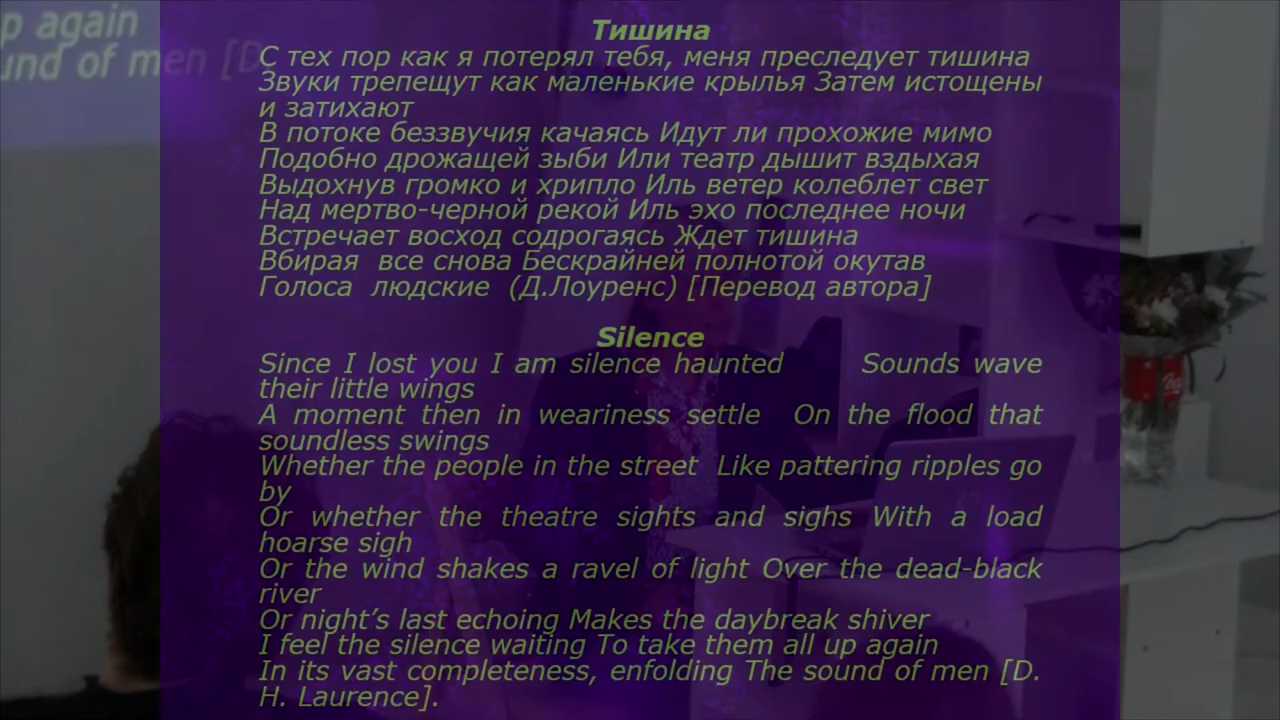 p again
und of men [D
Тишина
С тех пор как я потерял тебя, меня преследует тишина
Звуки трепещут как маленькие крылья Затем истощены
и затихают
В потоке беззвучия качаясь Идут ли прохожие мимо
Подобно дрожащей зыби Или театр дышит вздыхая
Выдохнув громко и хрипло Иль ветер колеблет свет
Над мертво-черной рекой Иль эхо последнее ночи
Встречает восход содрогаясь Ждет тишина
Вбирая  все снова Бескрайней полнотой окутав
Голоса  людские  (Д.Лоуренс) [Перевод автора]
Silence
Since I lost you I am silence haunted Sounds wave
their little wings
A moment then in weariness settle On the flood that
soundless swings
Whether the people in the street Like pattering ripples go
by
Or whether the theatre sights and sighs With a load
hoarse sigh
Or the wind shakes a ravel of light Over the dead-black
river
Or night’s last echoing Makes the daybreak shiver
I feel the silence waiting To take them all up again
In its vast completeness, enfolding The sound of men [D.
H. Laurence].